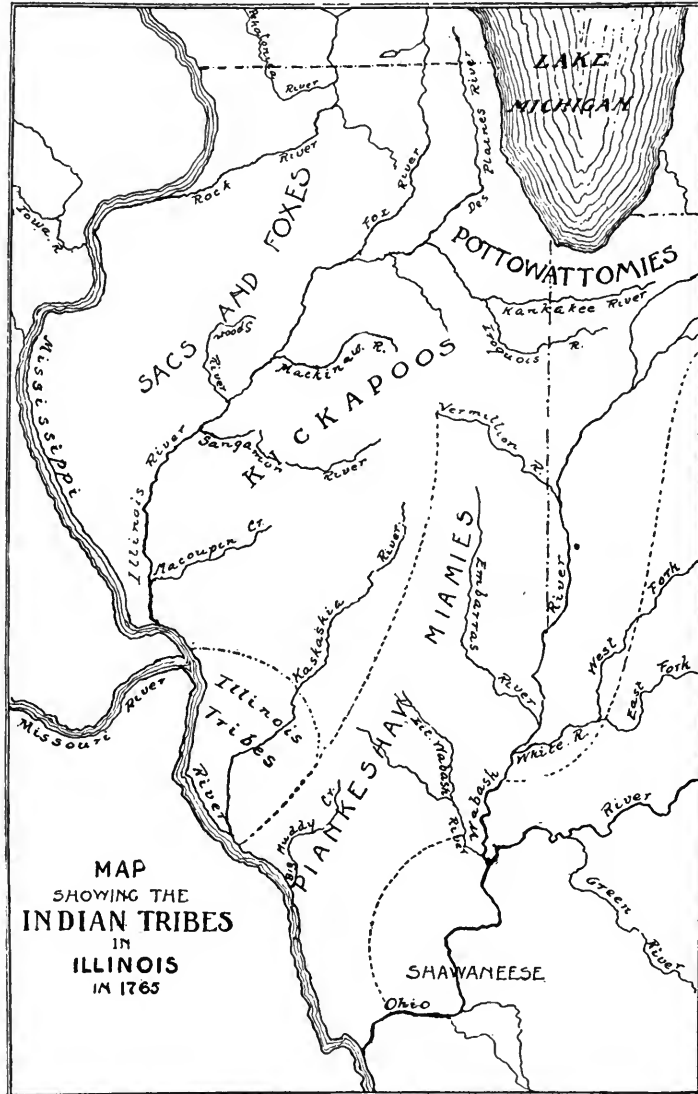 Pecatonica
River
LAKE
MICHIGAN
River
Des Plaines
Rock River
Fox River
Iowa R.
SACS AND FOXES
POTTOWATTOMIES
Kankakee River
Iroquois R.
Woods River
Mackinaw R.
KYCKAPOOS
Mississippi
Illinois River
Sangamon River
Vermillion R.
Macoupin Cr.
Kaskaskia River
MIAMIES
Embarras River
River
West Fork
East Fork
Illinois
Tribes
Missouri River
River
PIANKESHAW
Lit. Wabash River
Wabash
White R.
Big Muddy Cr.
River
Green River
MAP
SHOWING THE
INDIAN TRIBES
IN
ILLINOIS
IN 1765
SHAWANEESE
Ohio